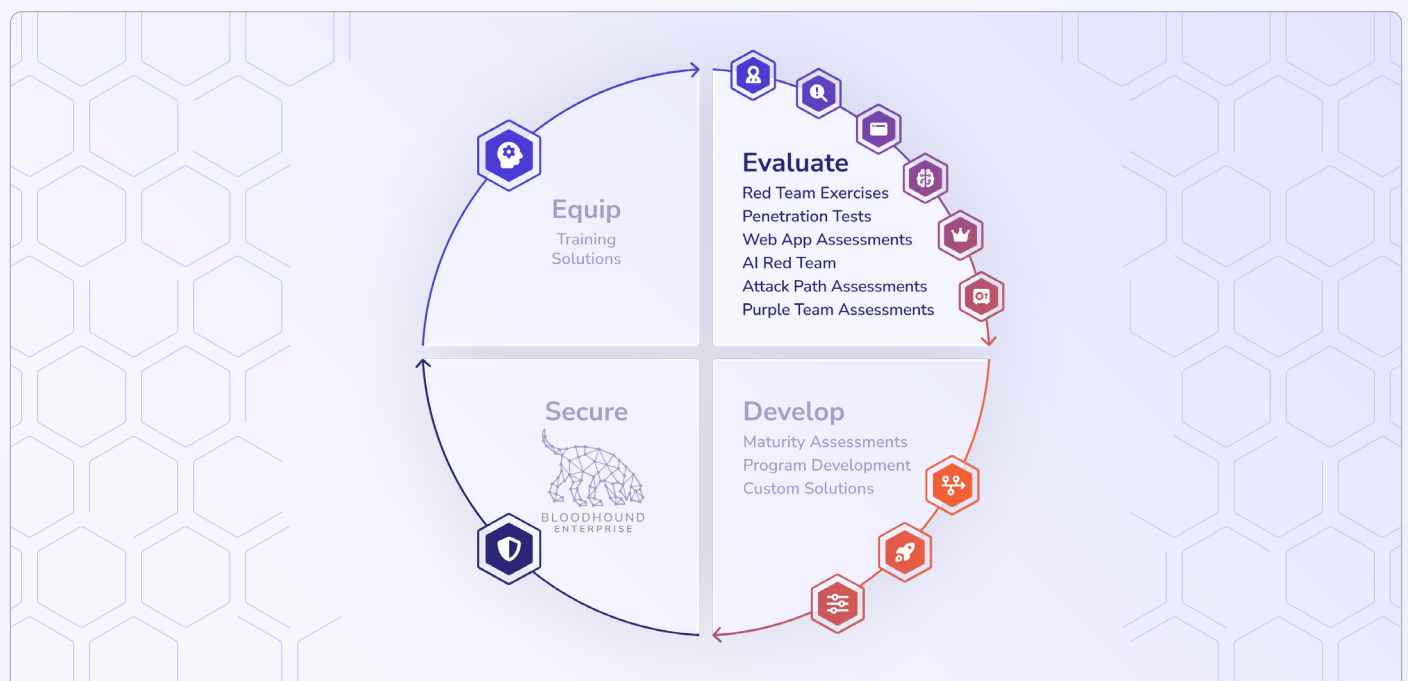 Equip
Training
Solutions
Evaluate
Red Team Exercises
Penetration Tests
Web App Assessments
AI Red Team
Attack Path Assessments
Purple Team Assessments
Secure
BLOODHOUND
ENTERPRISE
Develop
Maturity Assessments
Program Development
Custom Solutions